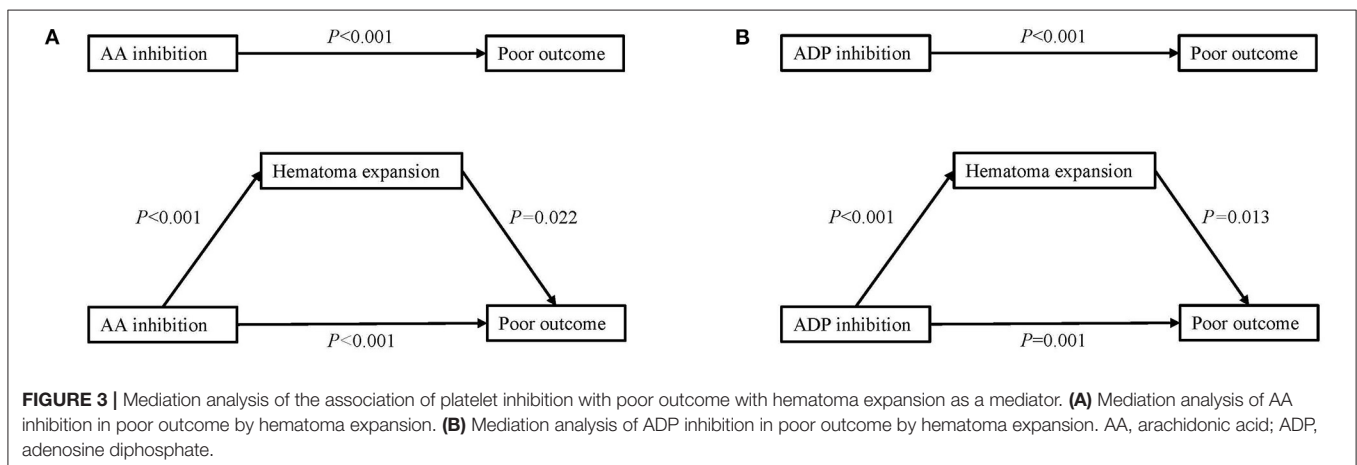 A
AA inhibition
P<0.001
Poor outcome
Hematoma expansion
P<0.001
P=0.022
AA inhibition
P<0.001
Poor outcome
B
ADP inhibition
P<0.001
Poor outcome
Hematoma expansion
P<0.001
P=0.013
ADP inhibition
P=0.001
Poor outcome
FIGURE 3 | Mediation analysis of the association of platelet inhibition with poor outcome with hematoma expansion as a mediator. (A) Mediation analysis of AA
inhibition in poor outcome by hematoma expansion. (B) Mediation analysis of ADP inhibition in poor outcome by hematoma expansion. AA, arachidonic acid; ADP,
adenosine diphosphate.